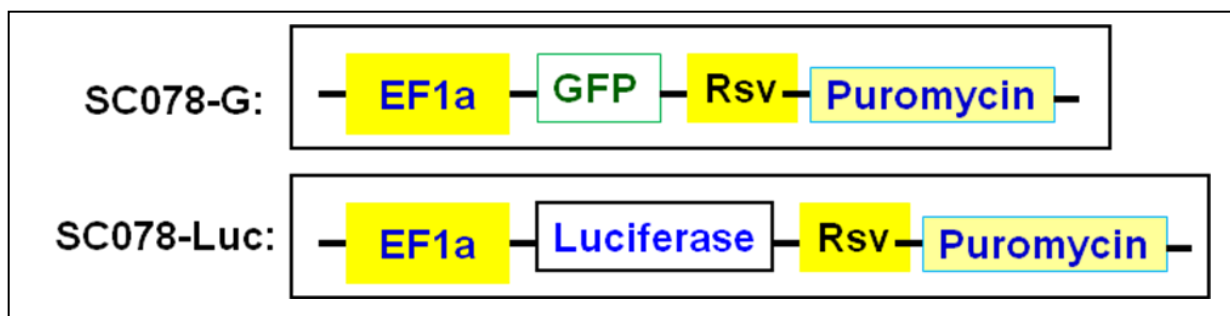 SC078-G: EF1a GFP Rsv Puromycin
SC078-Luc: EF1a Luciferase Rsv Puromycin